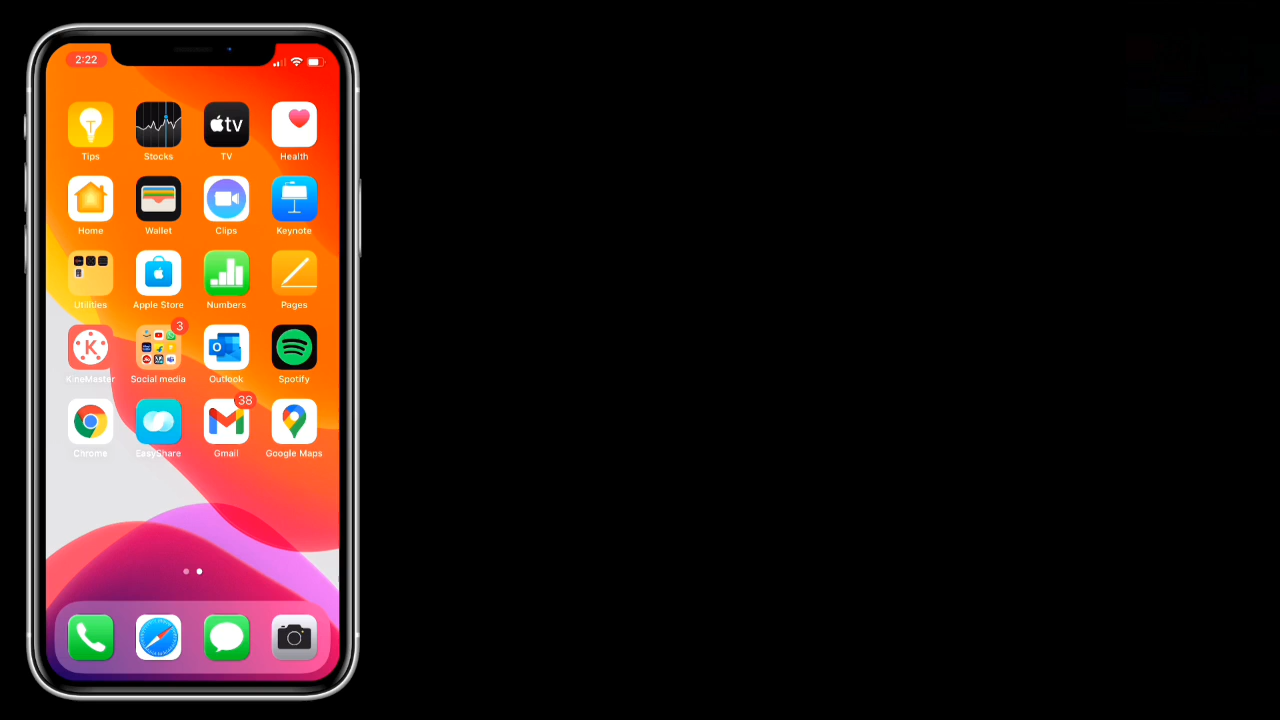 2:22
Tips Stocks TV Health
Home Wallet Clips Keynote
Utilities Apple Store Numbers Pages
3
KineMaster Social media Outlook Spotify
38
Chrome EasyShare Gmail Google Maps